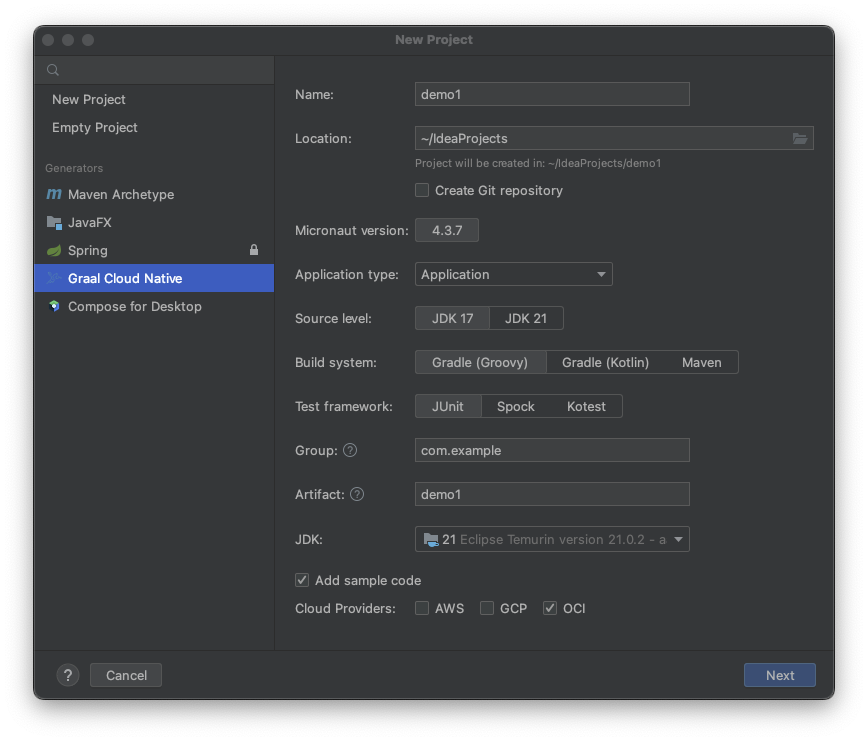 New Project
New Project
Empty Project
Generators
Maven Archetype
JavaFX
Spring
Graal Cloud Native
Compose for Desktop
Name: demo1
Location: ~/IdeaProjects
Project will be created in: ~/IdeaProjects/demo1
Create Git repository
Micronaut version: 4.3.7
Application type: Application
Source level: JDK 17 JDK 21
Build system: Gradle (Groovy) Gradle (Kotlin) Maven
Test framework: JUnit Spock Kotest
Group: ? com.example
Artifact: ? demo1
JDK: 21 Eclipse Temurin version 21.0.2 - a
Add sample code
Cloud Providers: AWS GCP OCI
? Cancel Next